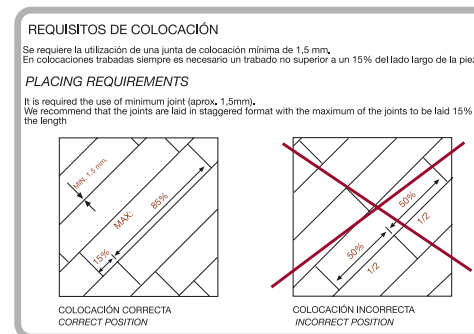 REQUISITOS DE COLOCACIÓN
Se requiere la utilización de una junta de colocación mínima de 1,5 mm.
En colocaciones trabadas siempre es necesario un trabado no superior a un 15% del lado largo de la
PLACING REQUIREMENTS
It is required the use of minimum joint (aprox. 1,5mm).
We recommend that the joints are laid in staggered format with the maximum of the joints to be laid 15%
the length
MIN. 1,5 mm.
MAX:
85%
15%
50%
1/2
50%
1/2
COLOCACIÓN CORRECTA
CORRECT POSITION
COLOCACIÓN INCORRECTA
INCORRECT POSITION